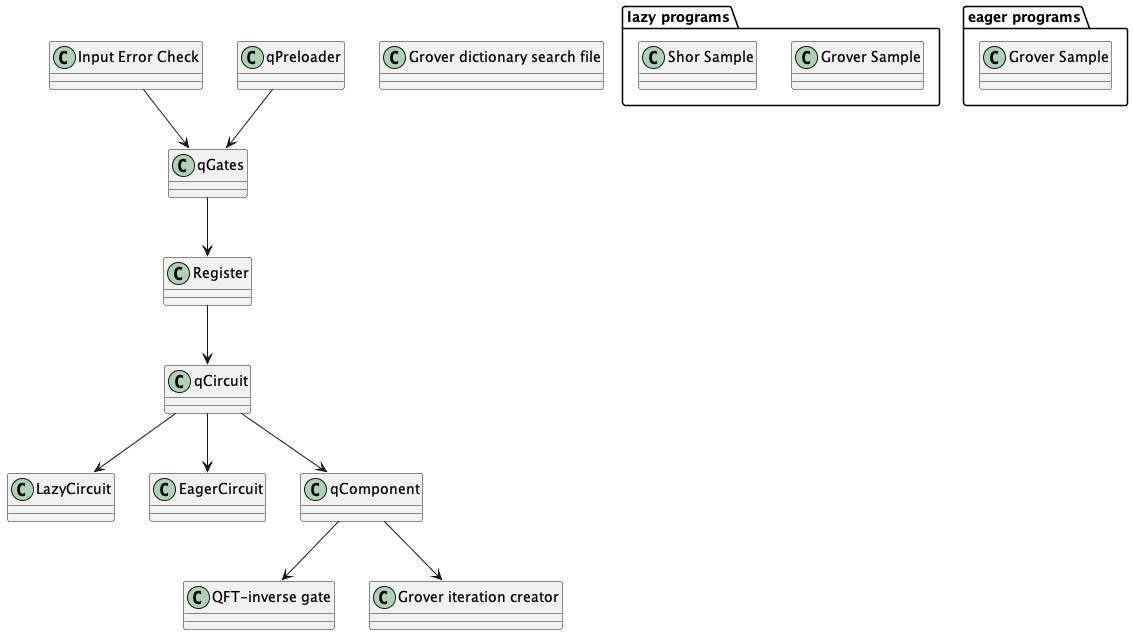 lazy programs
eager programs
C Input Error Check
C qPreloader
C Grover dictionary search file
C Shor Sample
C Grover Sample
C Grover Sample
C qGates
C Register
C qCircuit
C LazyCircuit
C EagerCircuit
C qComponent
C QFT-inverse gate
C Grover iteration creator